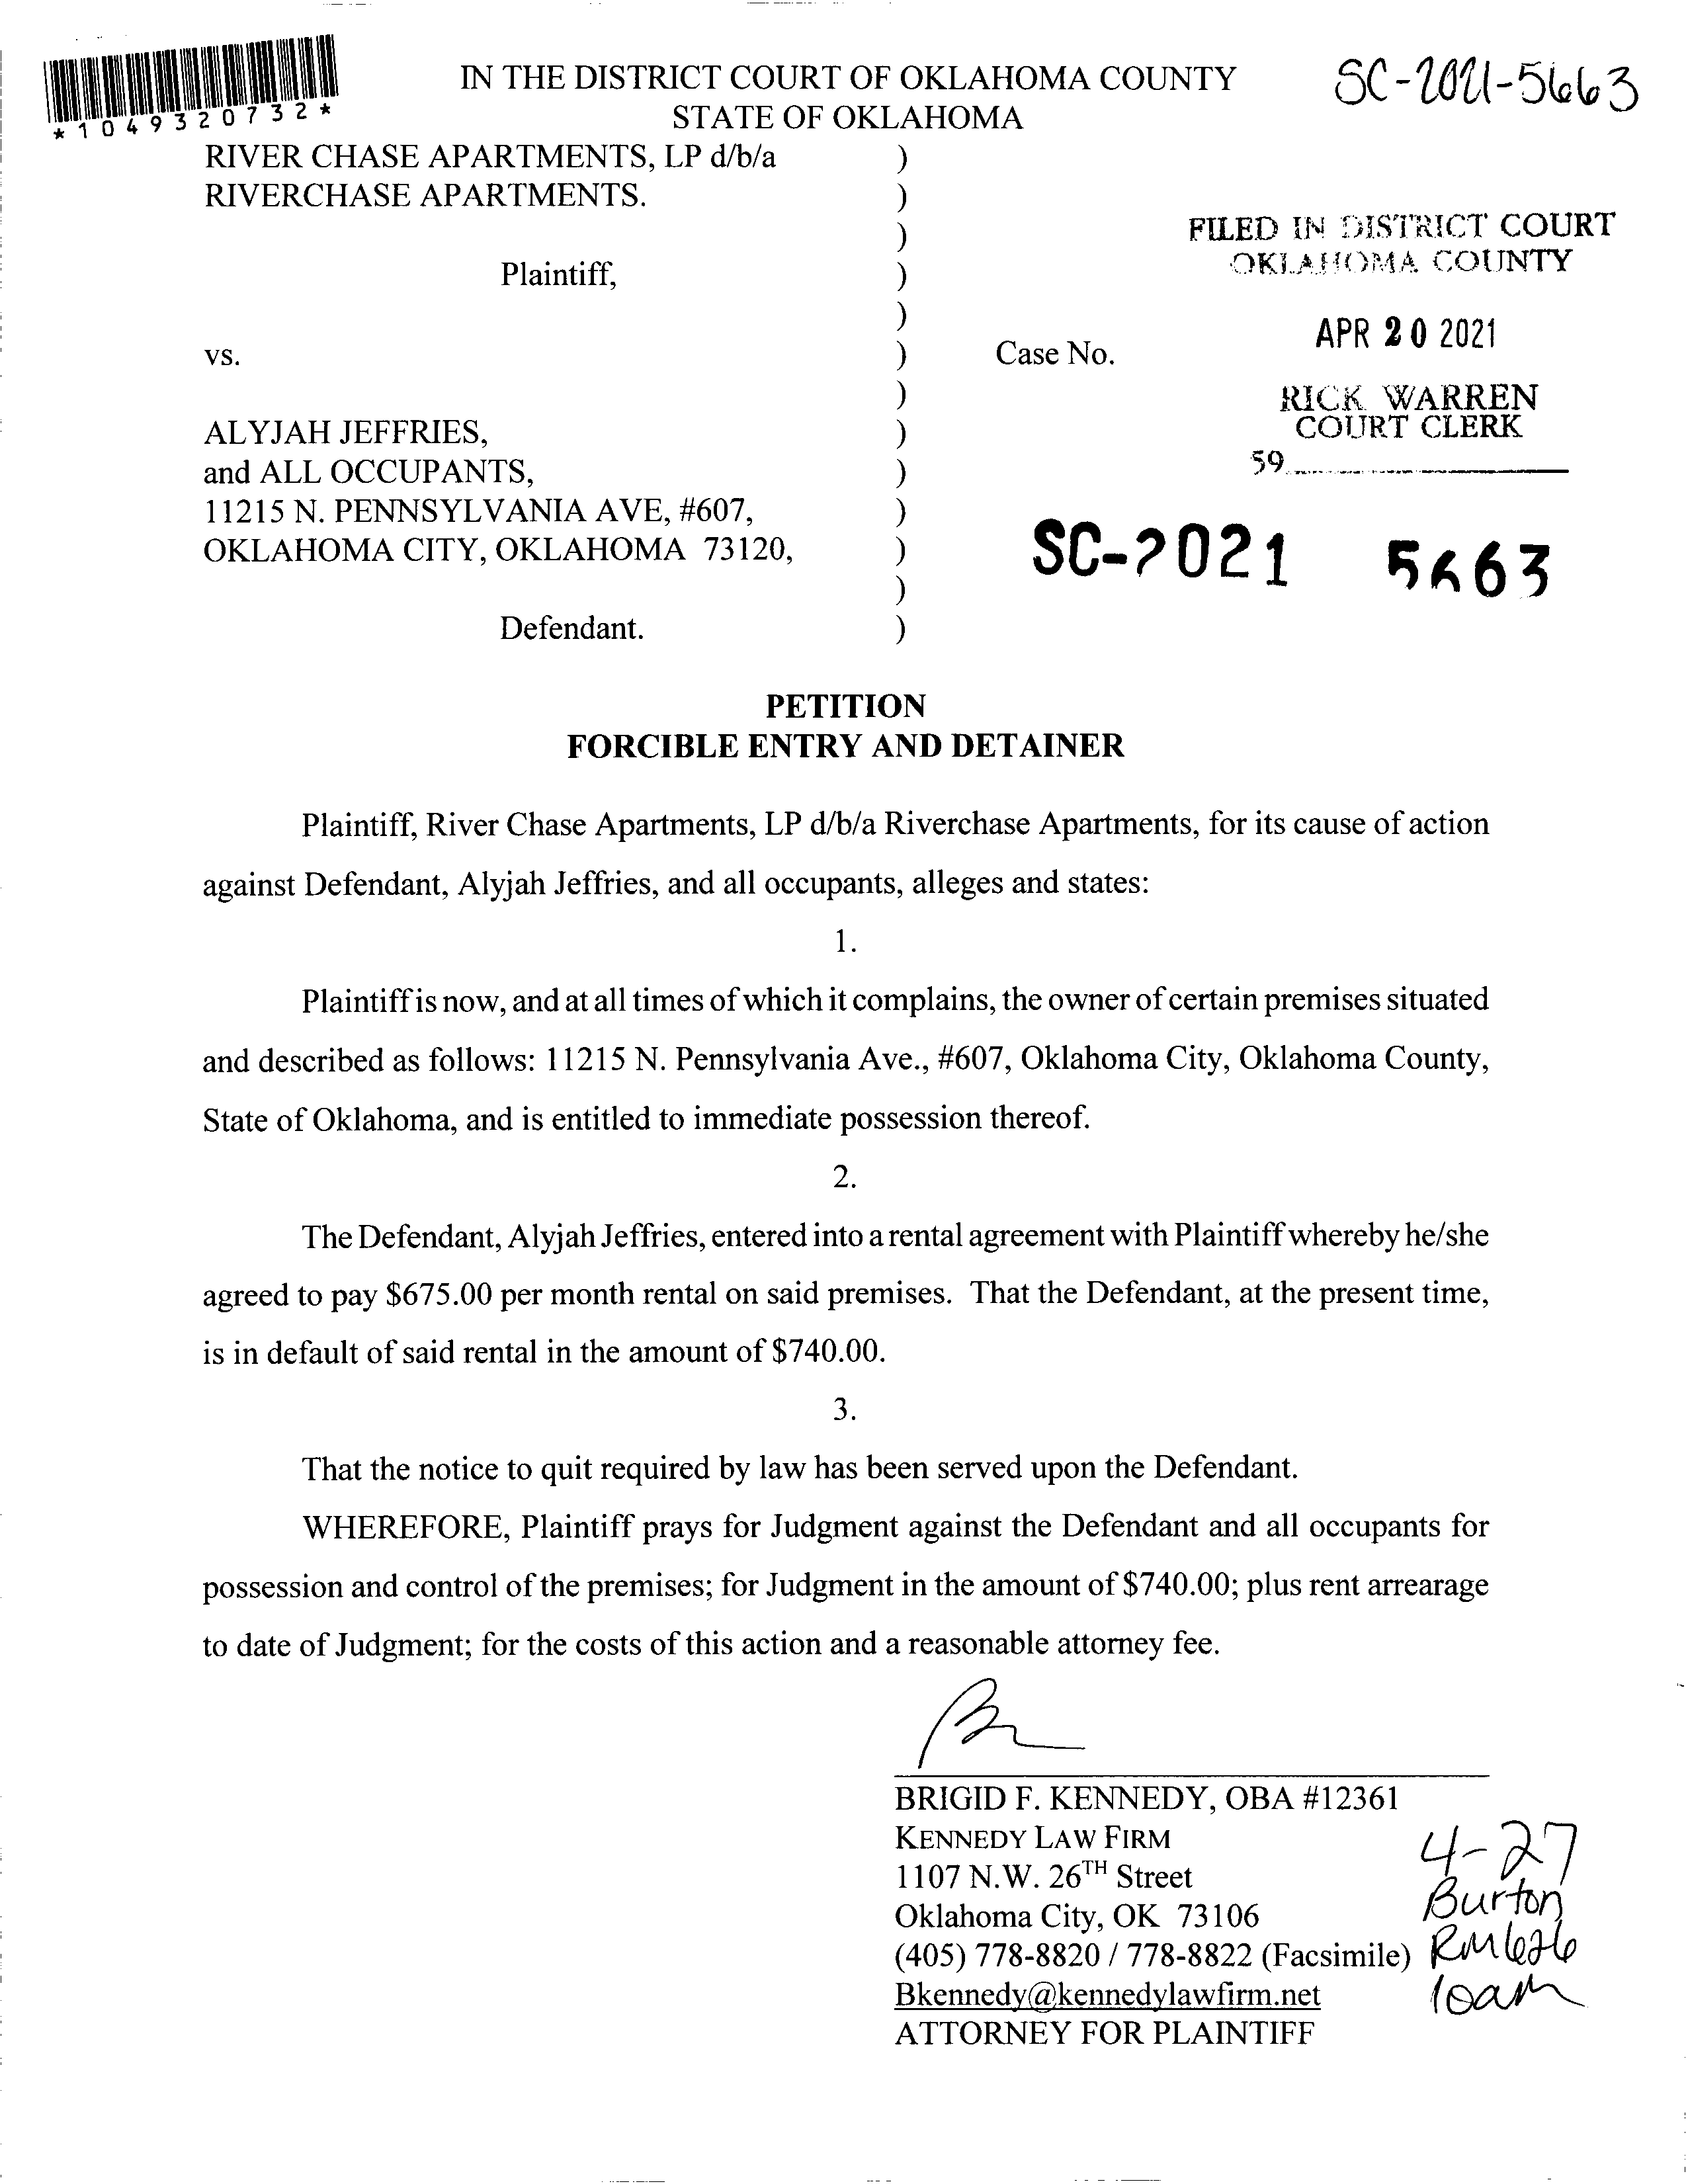 IN THE DISTRICT COURT OF OKLAHOMA COUNTY
STATE OF OKLAHOMA
SC-2021-5663
*1049320732*
RIVER CHASE APARTMENTS, LP d/b/a )
RIVERCHASE APARTMENTS. )
)
Plaintiff, )
)
vs. ) Case No.
)
ALYJAH JEFFRIES, )
and ALL OCCUPANTS, )
11215 N. PENNSYLVANIA AVE, #607, )
OKLAHOMA CITY, OKLAHOMA 73120, )
)
Defendant. )
FILED IN DISTRICT COURT
OKLAHOMA COUNTY
APR 20 2021
RICK WARREN
COURT CLERK
59
SC-2021 5663
PETITION
FORCIBLE ENTRY AND DETAINER
Plaintiff, River Chase Apartments, LP d/b/a Riverchase Apartments, for its cause of action
against Defendant, Alyjah Jeffries, and all occupants, alleges and states:
1.
Plaintiff is now, and at all times of which it complains, the owner of certain premises situated
and described as follows: 11215 N. Pennsylvania Ave., #607, Oklahoma City, Oklahoma County,
State of Oklahoma, and is entitled to immediate possession thereof.
2.
The Defendant, Alyjah Jeffries, entered into a rental agreement with Plaintiff whereby he/she
agreed to pay $675.00 per month rental on said premises. That the Defendant, at the present time,
is in default of said rental in the amount of $740.00.
3.
That the notice to quit required by law has been served upon the Defendant.
WHEREFORE, Plaintiff prays for Judgment against the Defendant and all occupants for
possession and control of the premises; for Judgment in the amount of $740.00; plus rent arrearage
to date of Judgment; for the costs of this action and a reasonable attorney fee.
BRIGID F. KENNEDY, OBA #12361
KENNEDY LAW FIRM
1107 N.W. 26TH Street
Oklahoma City, OK 73106
(405) 778-8820 / 778-8822 (Facsimile)
Bkennedy@kennedylawfirm.net
ATTORNEY FOR PLAINTIFF
4-27
Burton
RM626
10am